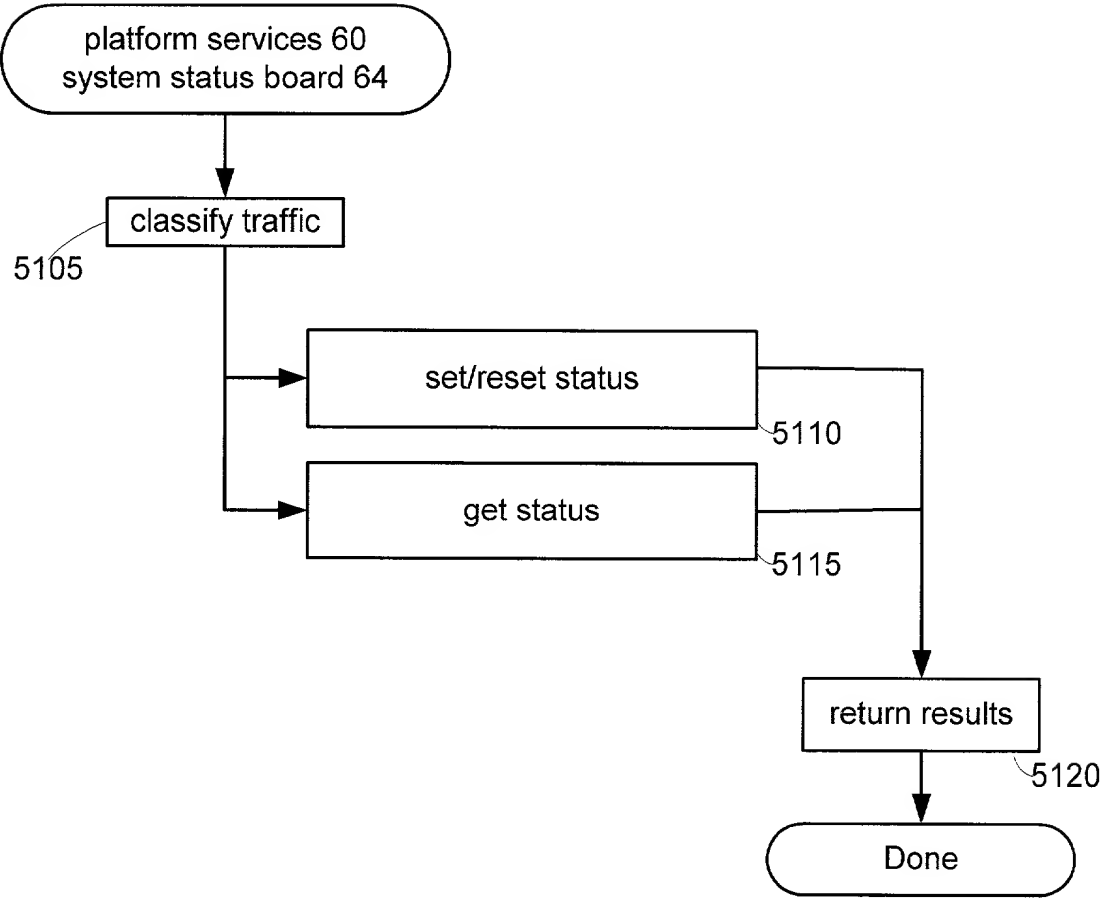 platform services 60
system status board 64
classify traffic
5105
set/reset status
5110
get status
5115
return results
5120
Done